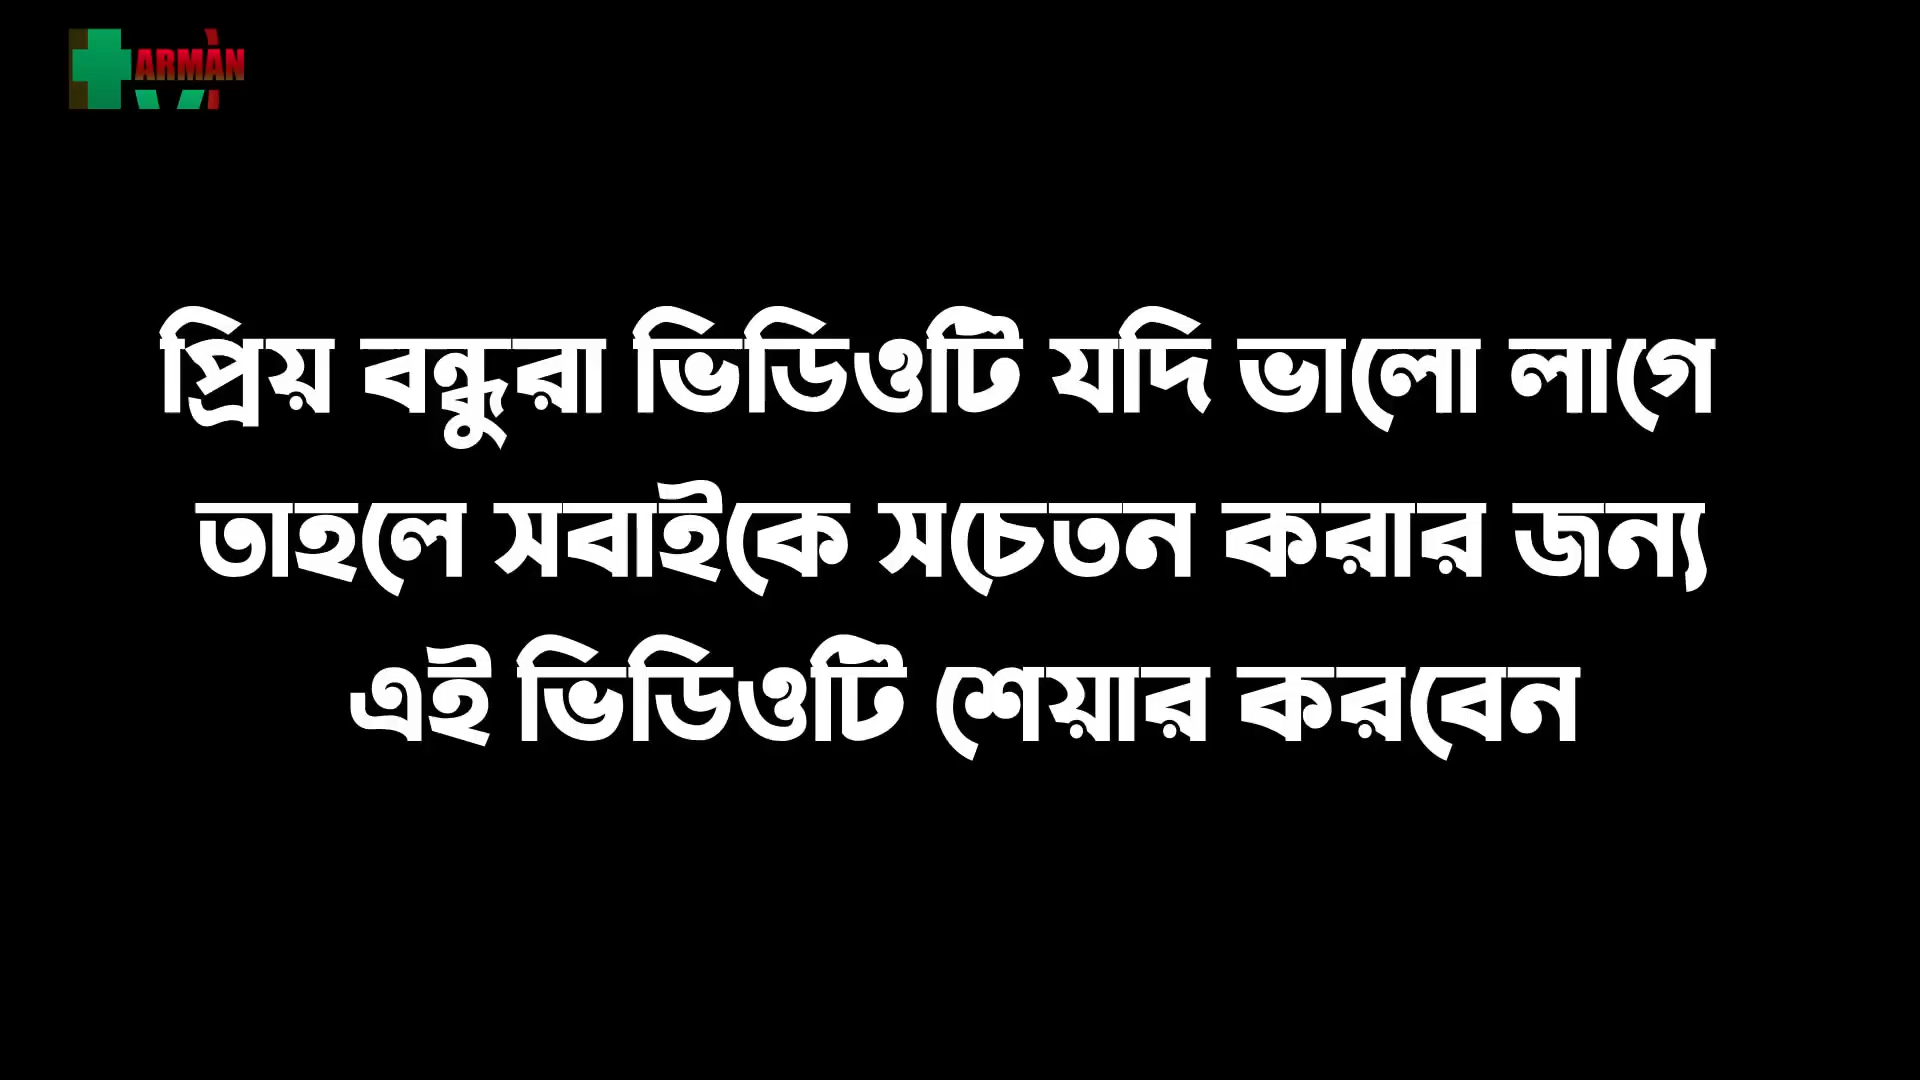 ARMAN
প্রিয় বন্ধুরা ভিডিওটি যদি ভালো লাগে
তাহলে সবাইকে সচেতন করার জন্য
এই ভিডিওটি শেয়ার করবেন